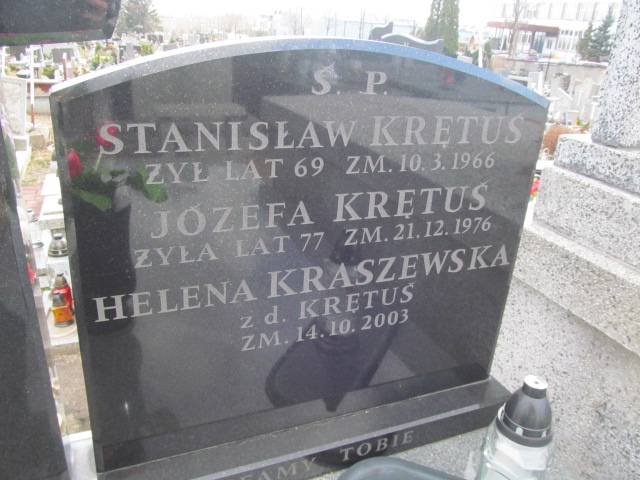 Ś. P.
STANISŁAW KRĘTUŚ
ŻYŁ LAT 69 ZM. 10.3.1966
JÓZEFA KRĘTUŚ
ŻYŁA LAT 77 ZM. 21.12.1976
HELENA KRASZEWSKA
z d. KRĘTUŚ
ZM. 14.10.2003
TOBIE